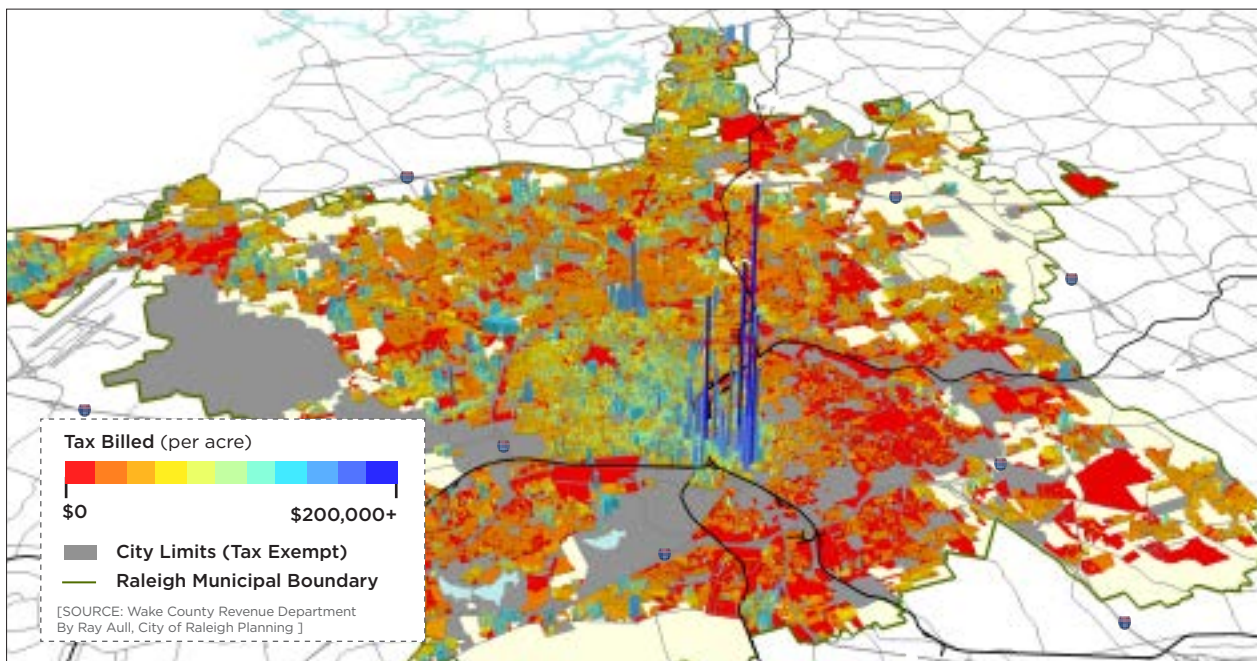 Tax Billed (per acre)
$0
$200,000+
City Limits (Tax Exempt)
Raleigh Municipal Boundary
[SOURCE: Wake County Revenue Department
By Ray Aull, City of Raleigh Planning ]